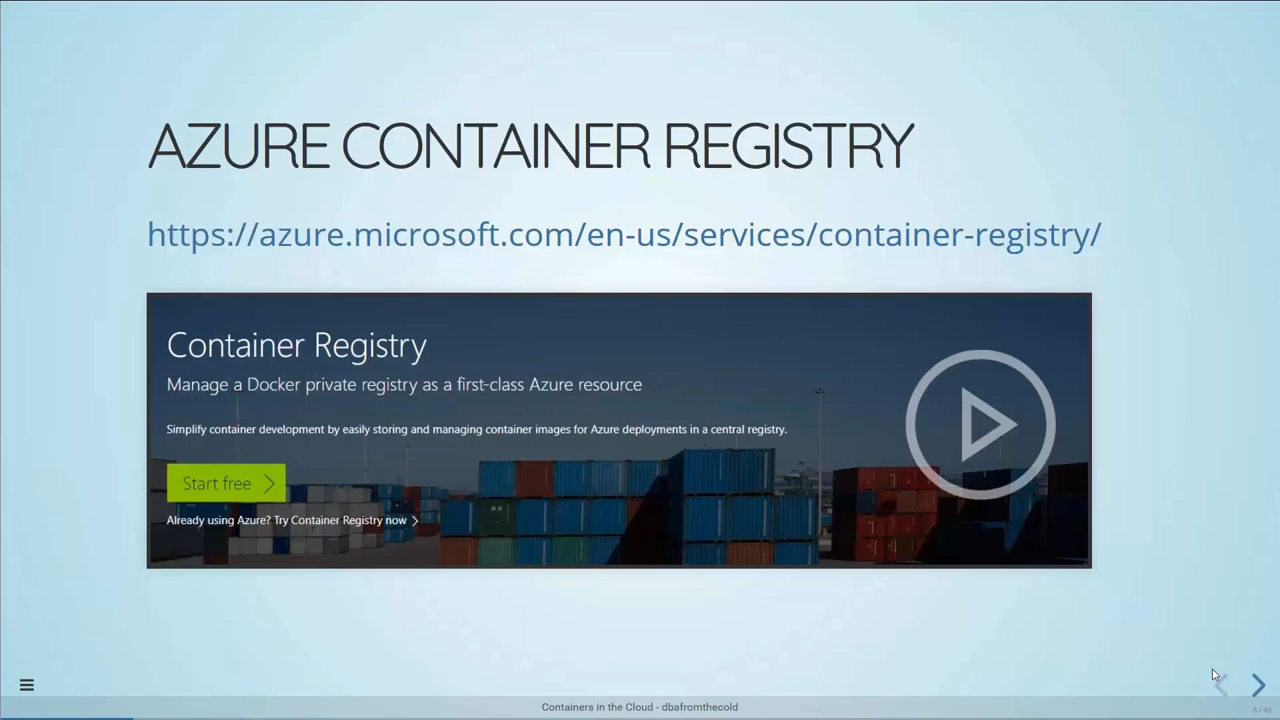 AZURE CONTAINER REGISTRY
https://azure.microsoft.com/en-us/services/container-registry/
Container Registry
Manage a Docker private registry as a first-class Azure resource
Simplify container development by easily storing and managing container images for Azure deployments in a central registry.
Start free
Already using Azure? Try Container Registry now
Containers in the Cloud - dbafromthecold